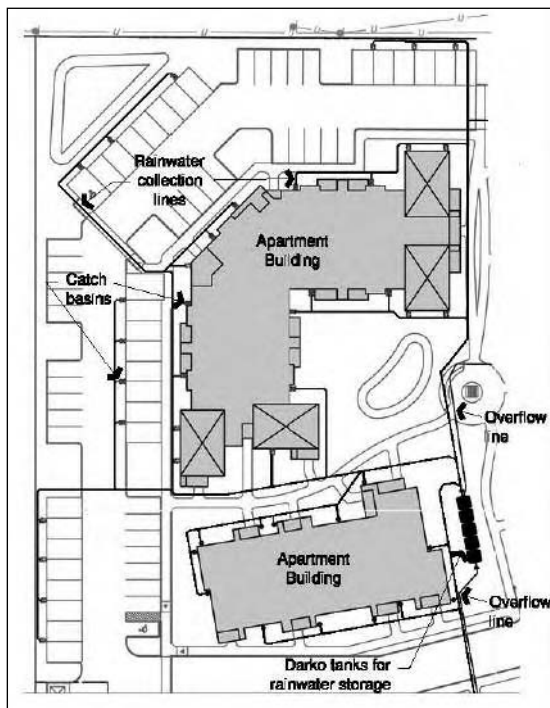 Rainwater
collection
lines
Apartment
Building
Catch
basins
Overflow
line
Apartment
Building
Overflow
line
Darko tanks for
rainwater storage